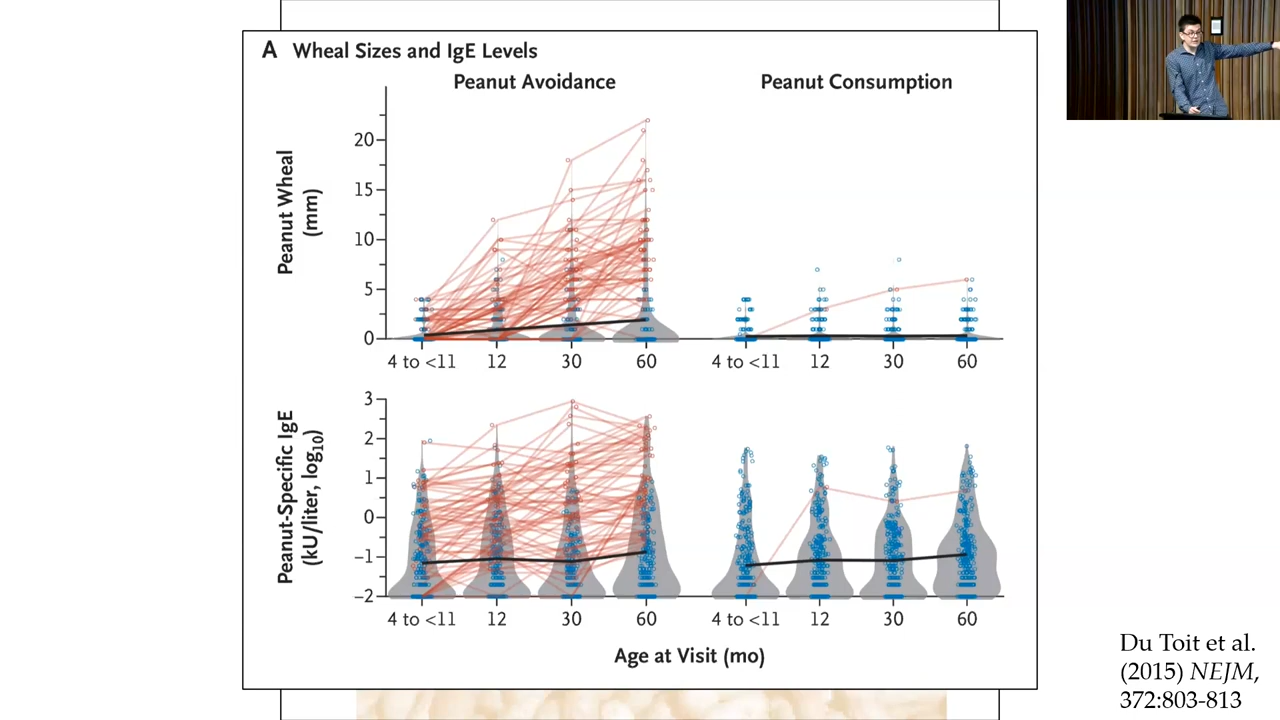 A Wheal Sizes and IgE Levels
Peanut Avoidance
Peanut Consumption
Peanut Wheal
(mm)
20
15
10
5
0
4 to <11 12 30 60
4 to <11 12 30 60
Peanut-Specific IgE
(kU/liter, log10)
3
2
1
0
−1
−2
4 to <11 12 30 60
4 to <11 12 30 60
Age at Visit (mo)
Du Toit et al.
(2015) NEJM,
372:803-813